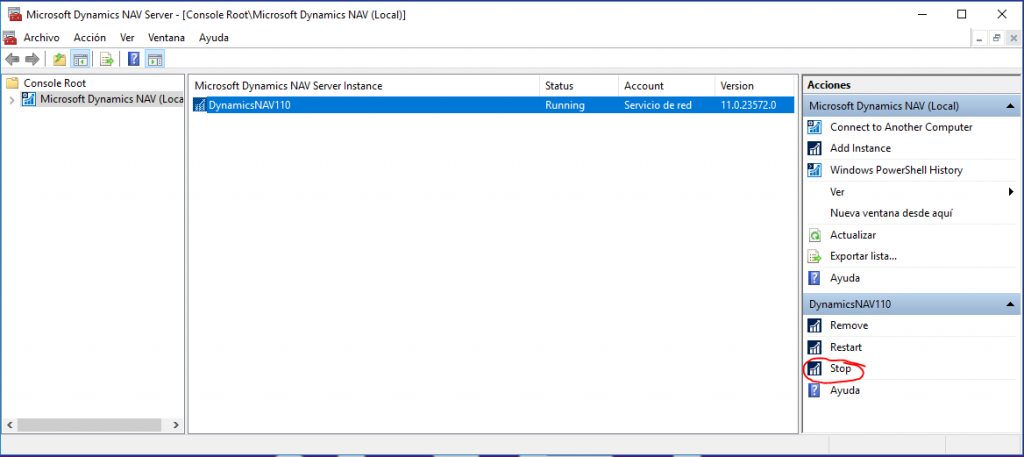 Microsoft Dynamics NAV Server - [Console Root\Microsoft Dynamics NAV (Local)]
Archivo Acción Ver Ventana Ayuda
Console Root
Microsoft Dynamics NAV (Loca
Microsoft Dynamics NAV Server Instance Status Account Version
DynamicsNAV110 Running Servicio de red 11.0.23572.0
Acciones
Microsoft Dynamics NAV (Local)
Connect to Another Computer
Add Instance
Windows PowerShell History
Ver
Nueva ventana desde aquí
Actualizar
Exportar lista...
Ayuda
DynamicsNAV110
Remove
Restart
Stop
Ayuda